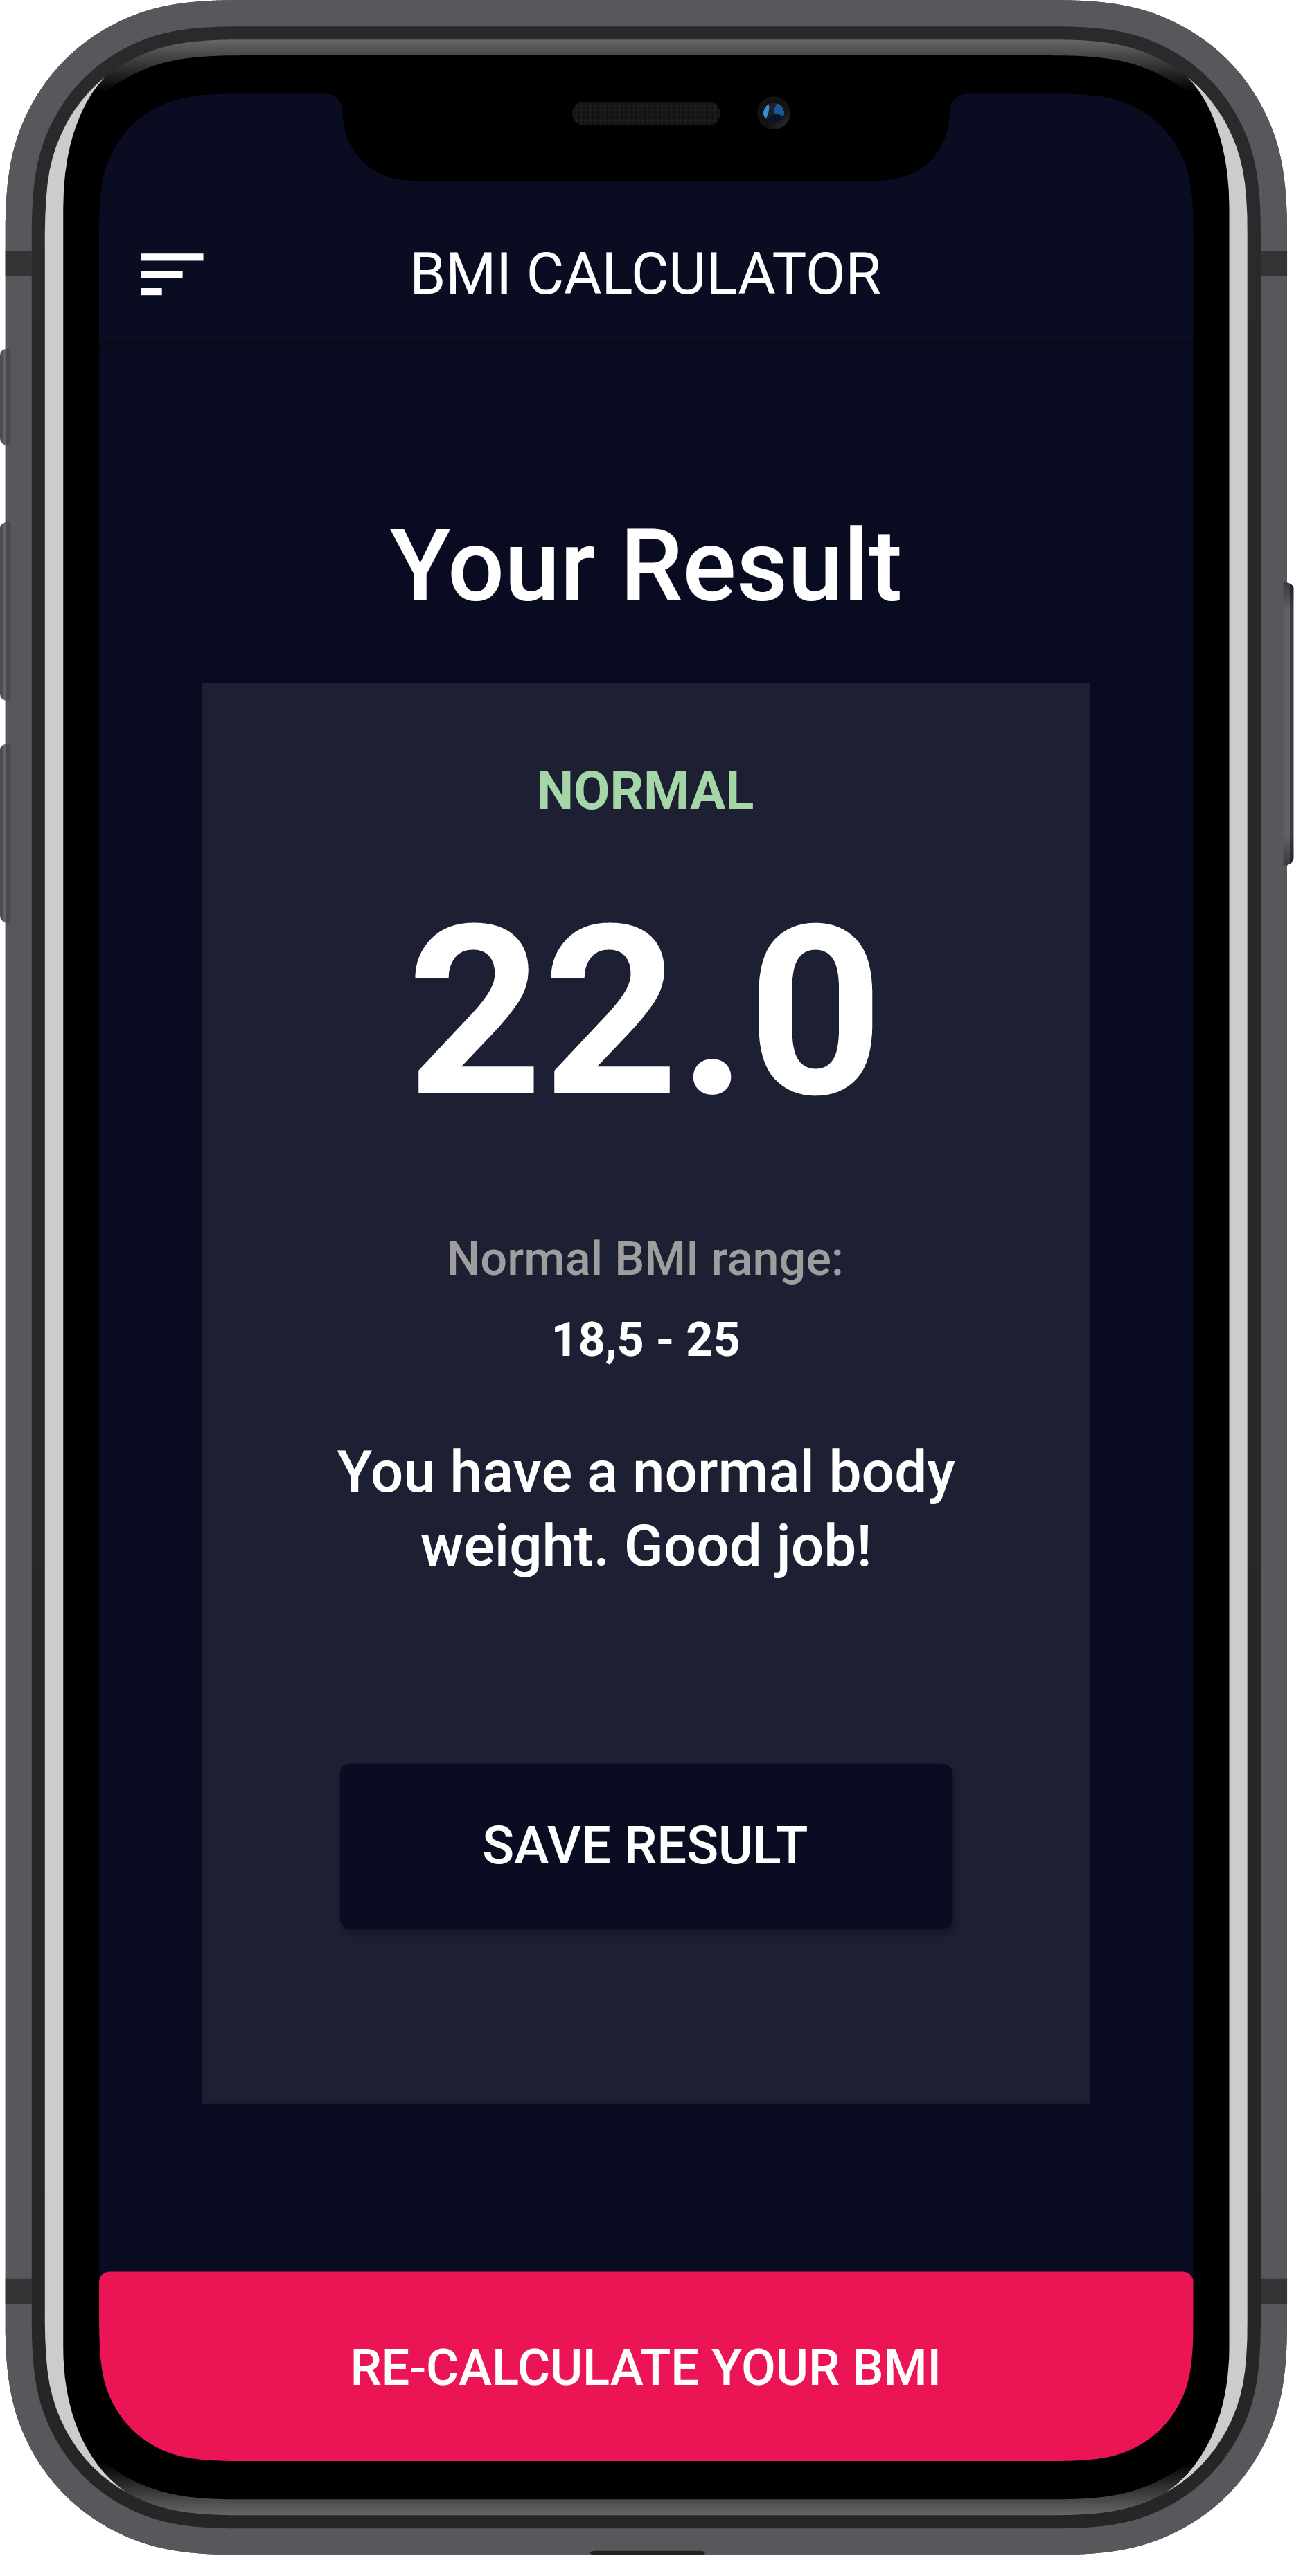 BMI CALCULATOR
Your Result
NORMAL
22.0
Normal BMI range:
18,5 - 25
You have a normal body
weight. Good job!
SAVE RESULT
RE-CALCULATE YOUR BMI